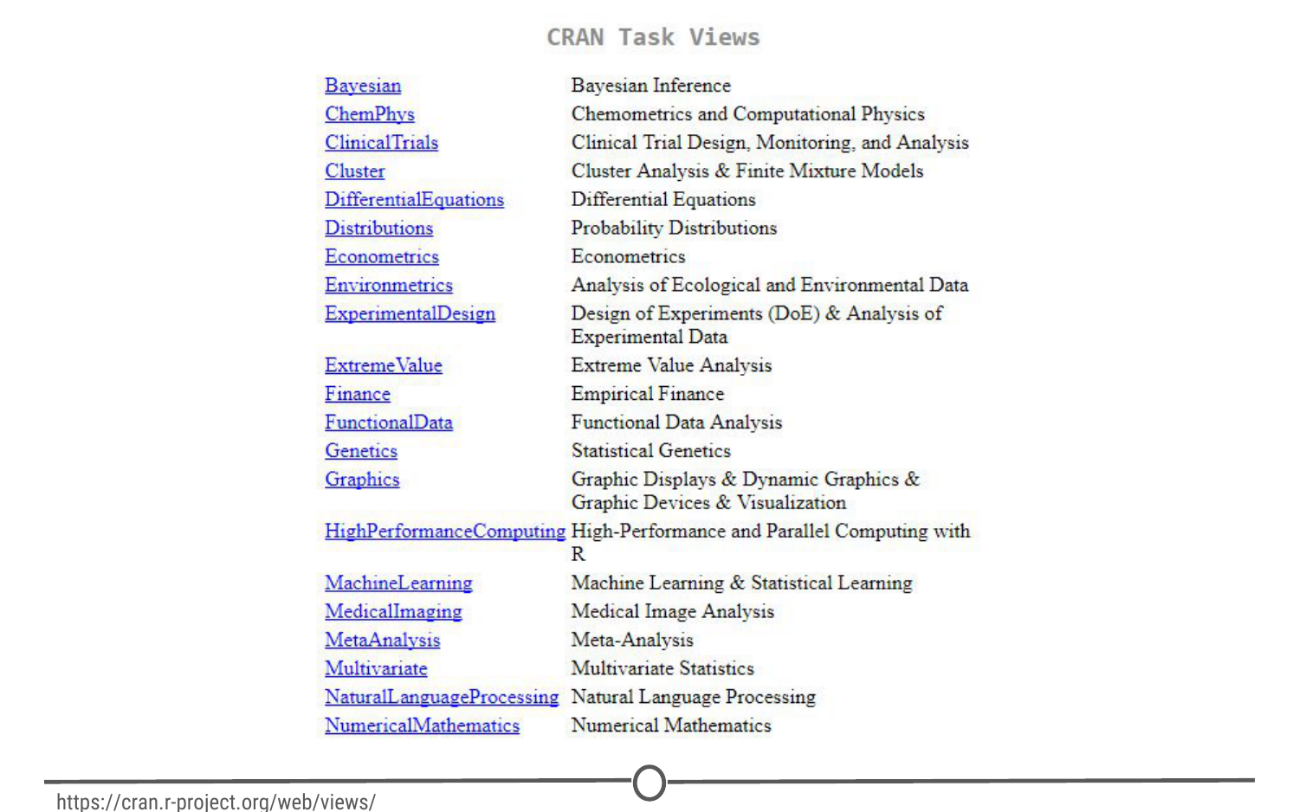 CRAN Task Views
Bayesian Bayesian Inference
ChemPhys Chemometrics and Computational Physics
ClinicalTrials Clinical Trial Design, Monitoring, and Analysis
Cluster Cluster Analysis & Finite Mixture Models
DifferentialEquations Differential Equations
Distributions Probability Distributions
Econometrics Econometrics
Environmetrics Analysis of Ecological and Environmental Data
ExperimentalDesign Design of Experiments (DoE) & Analysis of
Experimental Data
ExtremeValue Extreme Value Analysis
Finance Empirical Finance
FunctionalData Functional Data Analysis
Genetics Statistical Genetics
Graphics Graphic Displays & Dynamic Graphics &
Graphic Devices & Visualization
HighPerformanceComputing High-Performance and Parallel Computing with
R
MachineLearning Machine Learning & Statistical Learning
MedicalImaging Medical Image Analysis
MetaAnalysis Meta-Analysis
Multivariate Multivariate Statistics
NaturalLanguageProcessing Natural Language Processing
NumericalMathematics Numerical Mathematics
https://cran.r-project.org/web/views/